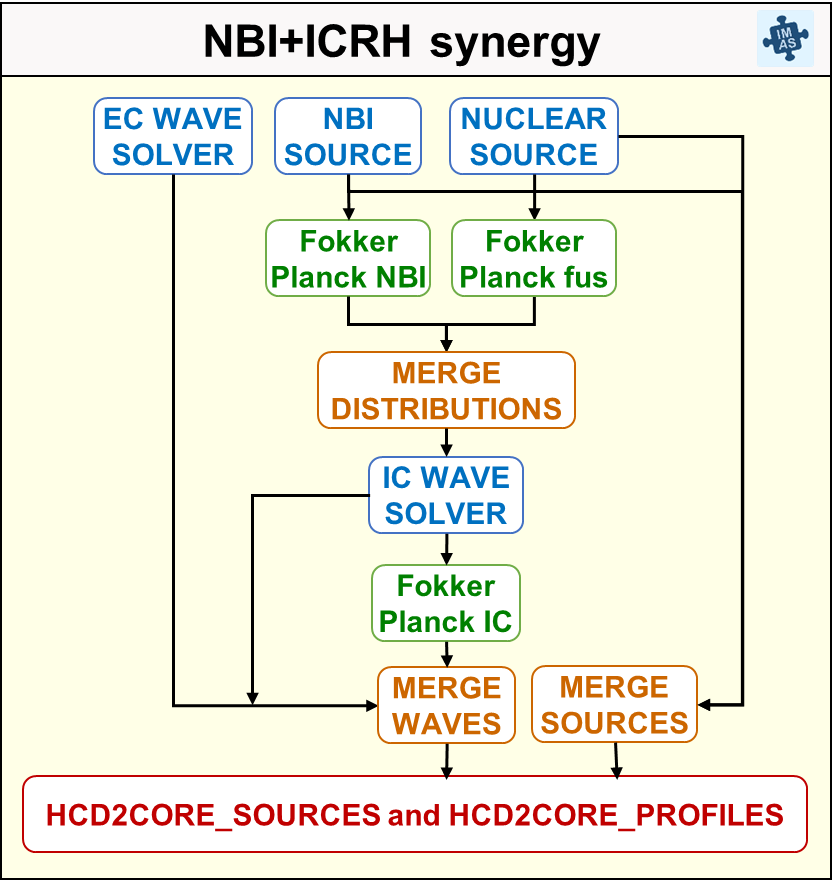 NBI+ICRH synergy
IM
AS
EC WAVE
SOLVER
NBI
SOURCE
NUCLEAR
SOURCE
Fokker
Planck NBI
Fokker
Planck fus
MERGE
DISTRIBUTIONS
IC WAVE
SOLVER
Fokker
Planck IC
MERGE
WAVES
MERGE
SOURCES
HCD2CORE_SOURCES and HCD2CORE_PROFILES